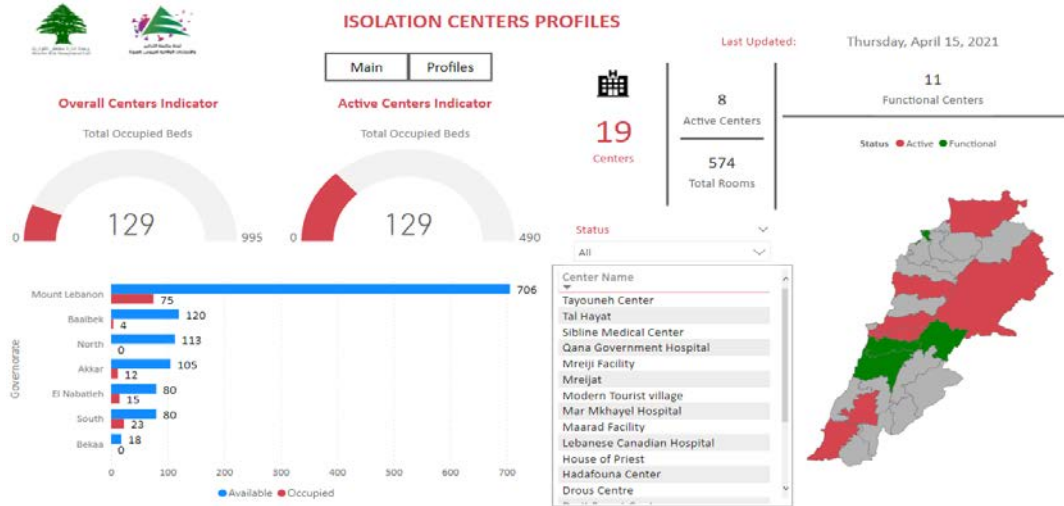 ISOLATION CENTERS PROFILES
Last Updated:
Thursday, April 15, 2021
Main
Profiles
Overall Centers Indicator
Total Occupied Beds
129
0
995
Active Centers Indicator
Total Occupied Beds
129
0
490
H
19
Centers
8
Active Centers
574
Total Rooms
11
Functional Centers
Status Active Functional
Status
All
Center Name
Tayouneh Center
Tal Hayat
Sibline Medical Center
Qana Government Hospital
Mreiji Facility
Mreijat
Modern Tourist village
Mar Mkhayel Hospital
Maarad Facility
Lebanese Canadian Hospital
House of Priest
Hadafouna Center
Drous Centre
Governorate
Mount Lebanon
706
75
Baalbek
120
4
North
113
0
Akkar
105
12
El Nabatieh
80
15
South
80
23
Bekaa
18
0
0 100 200 300 400 500 600 700
Available Occupied